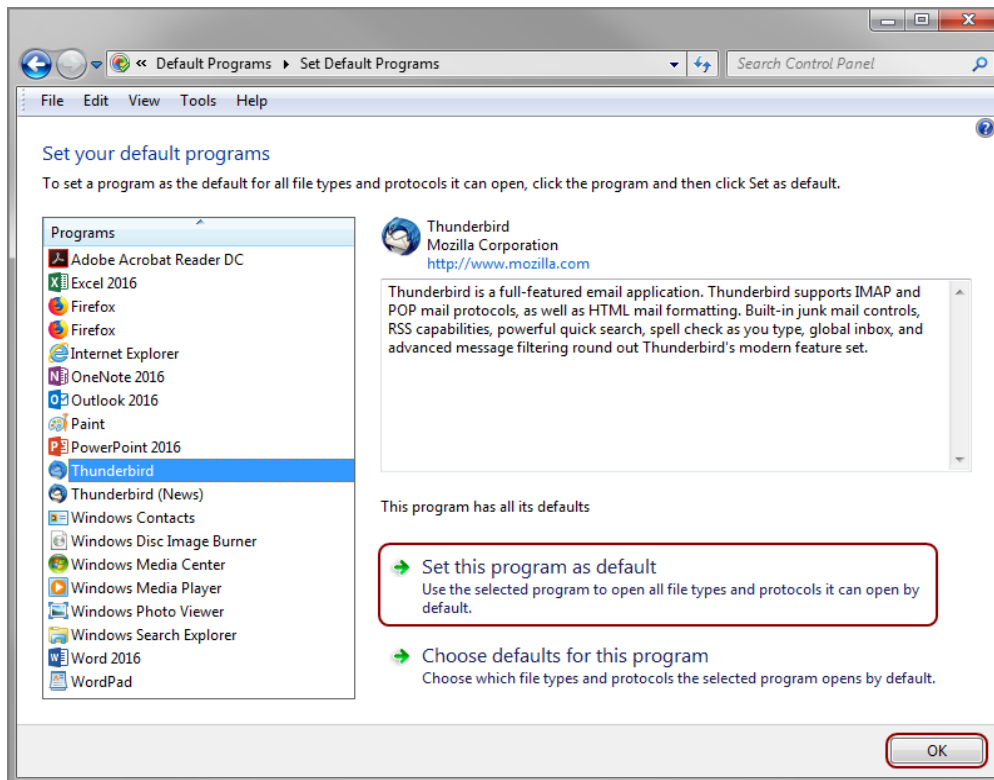 « Default Programs ▸ Set Default Programs
Search Control Panel
File Edit View Tools Help
Set your default programs
To set a program as the default for all file types and protocols it can open, click the program and then click Set as default.
Programs
Adobe Acrobat Reader DC
Excel 2016
Firefox
Firefox
Internet Explorer
OneNote 2016
Outlook 2016
Paint
PowerPoint 2016
Thunderbird
Thunderbird (News)
Windows Contacts
Windows Disc Image Burner
Windows Media Center
Windows Media Player
Windows Photo Viewer
Windows Search Explorer
Word 2016
WordPad
Thunderbird
Mozilla Corporation
http://www.mozilla.com
Thunderbird is a full-featured email application. Thunderbird supports IMAP and
POP mail protocols, as well as HTML mail formatting. Built-in junk mail controls,
RSS capabilities, powerful quick search, spell check as you type, global inbox, and
advanced message filtering round out Thunderbird's modern feature set.
This program has all its defaults
Set this program as default
Use the selected program to open all file types and protocols it can open by
default.
Choose defaults for this program
Choose which file types and protocols the selected program opens by default.
OK